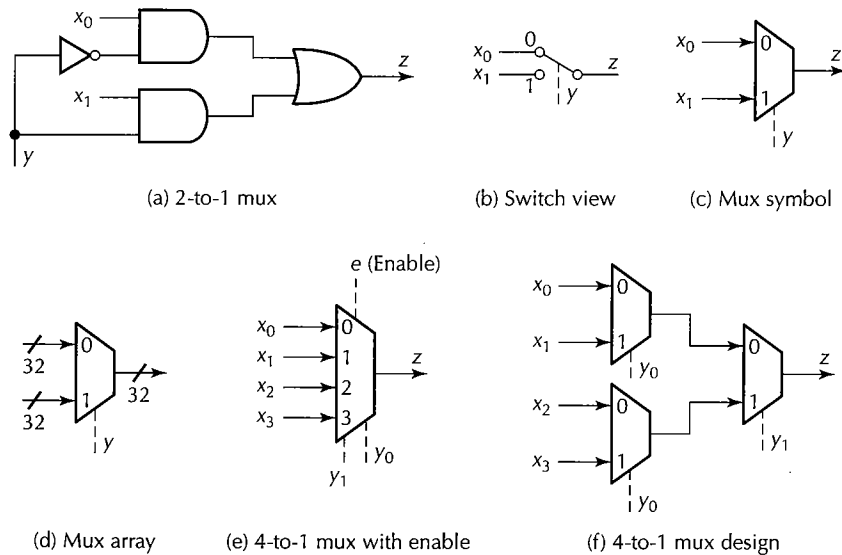 x0
x1
y
z
(a) 2-to-1 mux
x0
x1
0
1
y
z
(b) Switch view
x0
x1
0
1
y
z
(c) Mux symbol
32
32
0
1
32
y
(d) Mux array
e (Enable)
x0
x1
x2
x3
0
1
2
3
z
y1
y0
(e) 4-to-1 mux with enable
x0
x1
0
1
y0
x2
x3
0
1
y0
0
1
z
y1
(f) 4-to-1 mux design